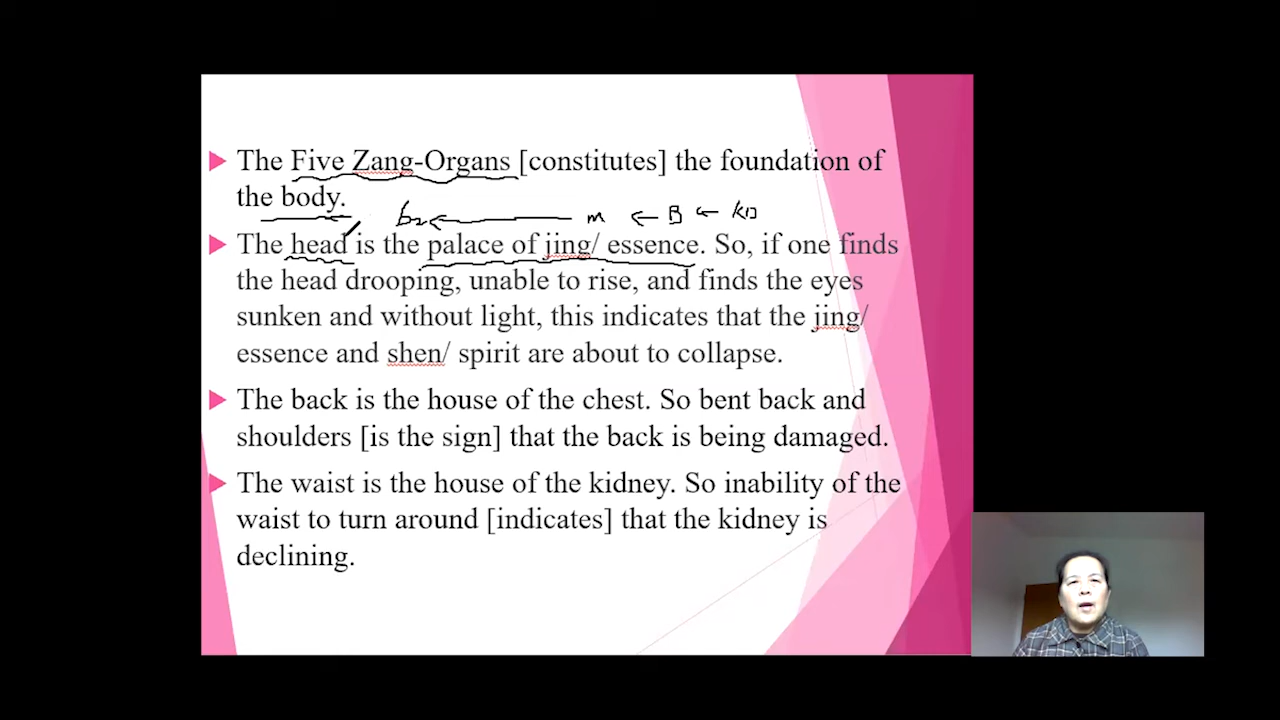 The Five Zang-Organs [constitutes] the foundation of
the body.
m ← B ← KD
The head is the palace of jing/ essence. So, if one finds
the head drooping, unable to rise, and finds the eyes
sunken and without light, this indicates that the jing/
essence and shen/ spirit are about to collapse.
The back is the house of the chest. So bent back and
shoulders [is the sign] that the back is being damaged.
The waist is the house of the kidney. So inability of the
waist to turn around [indicates] that the kidney is
declining.